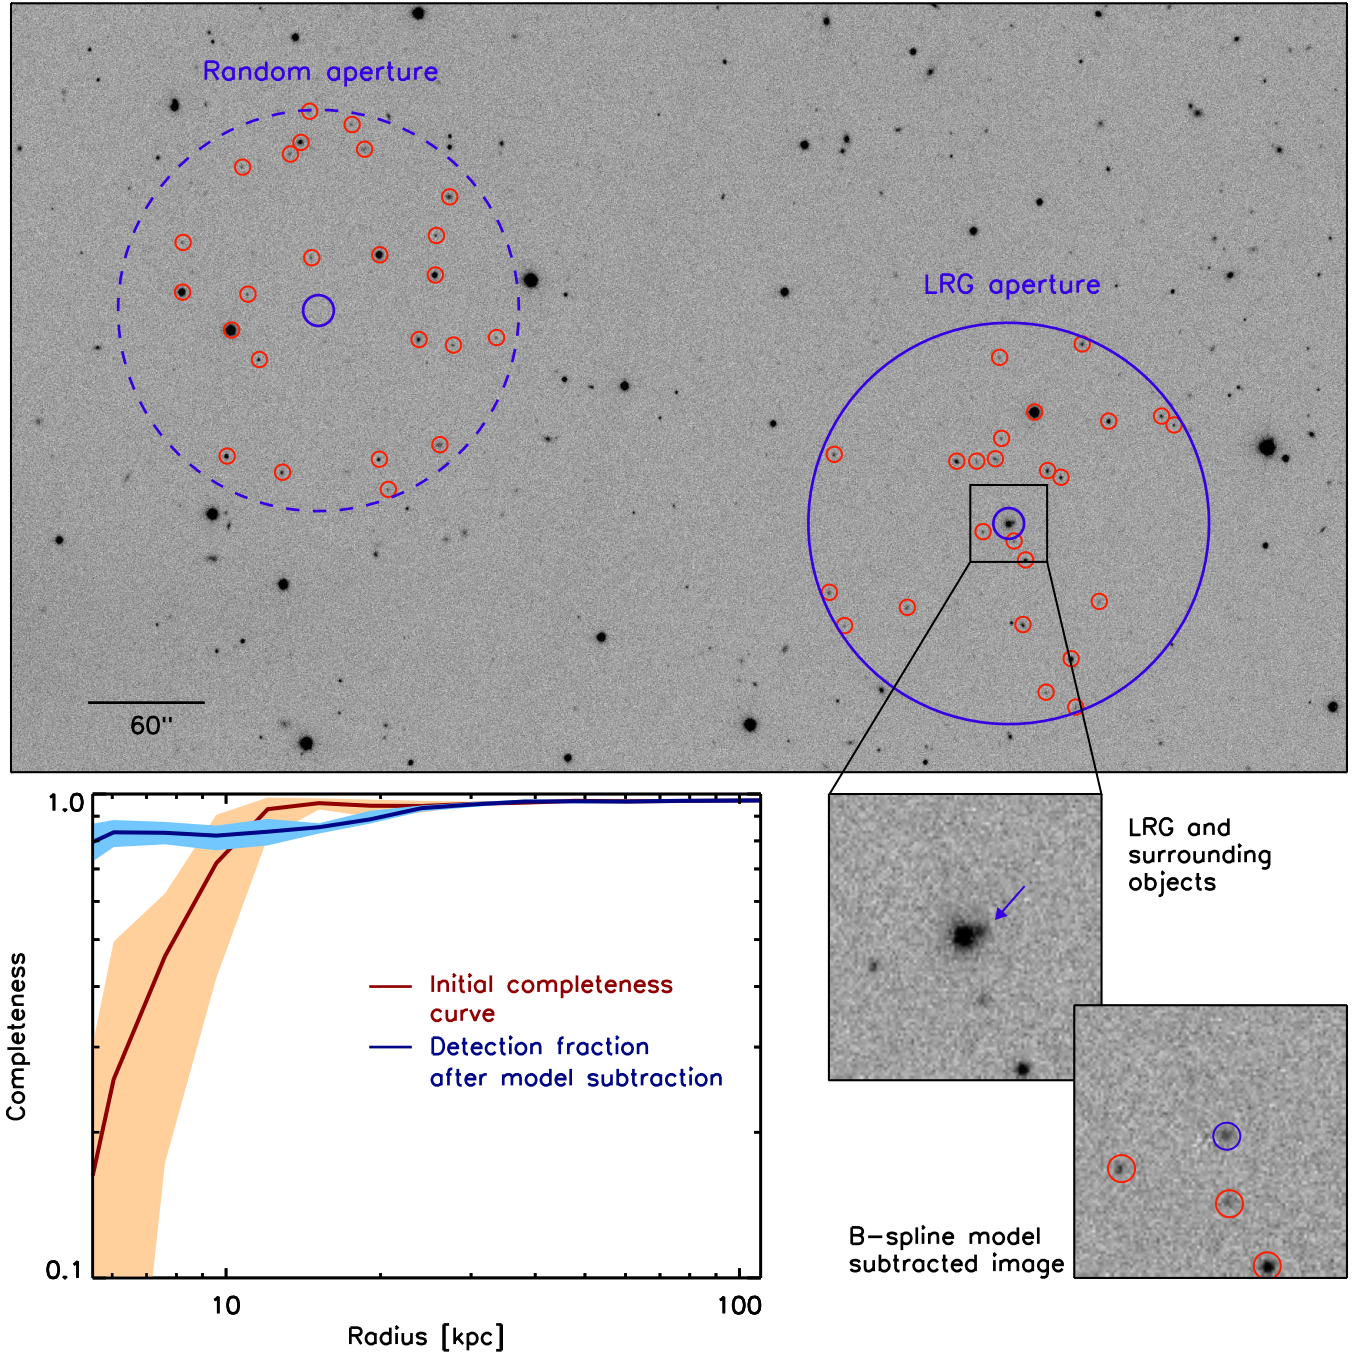 Random aperture
LRG aperture
60"
1.0
0.1
Completeness
10
100
Radius [kpc]
Initial completeness
curve
Detection fraction
after model subtraction
LRG and
surrounding
objects
B-spline model
subtracted image